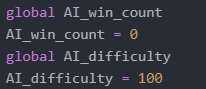 global AI_win_count
AI_win_count = 0
global AI_difficulty
AI_difficulty = 100